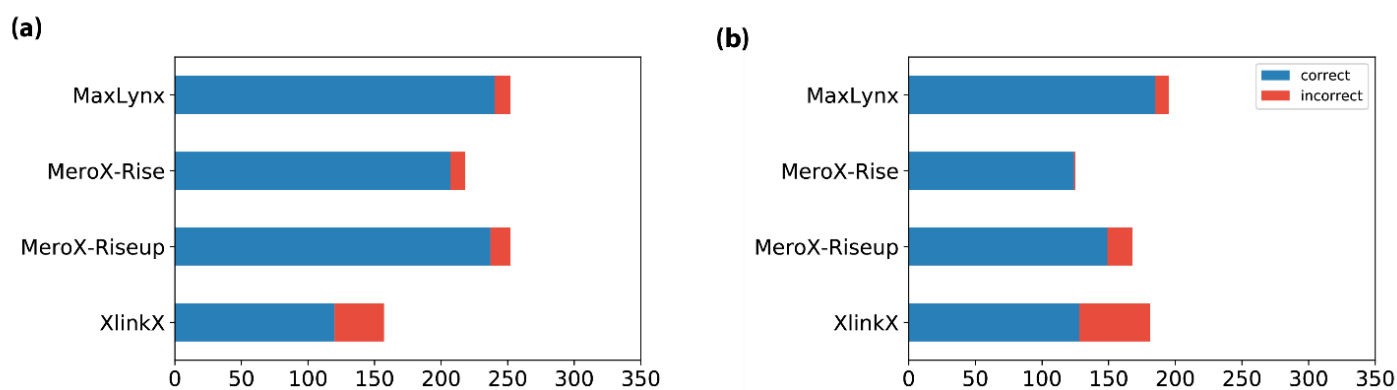 (a)
MaxLynx
MeroX-Rise
MeroX-Riseup
XlinkX
0 50 100 150 200 250 300 350
(b)
correct
incorrect
MaxLynx
MeroX-Rise
MeroX-Riseup
XlinkX
0 50 100 150 200 250 300 350